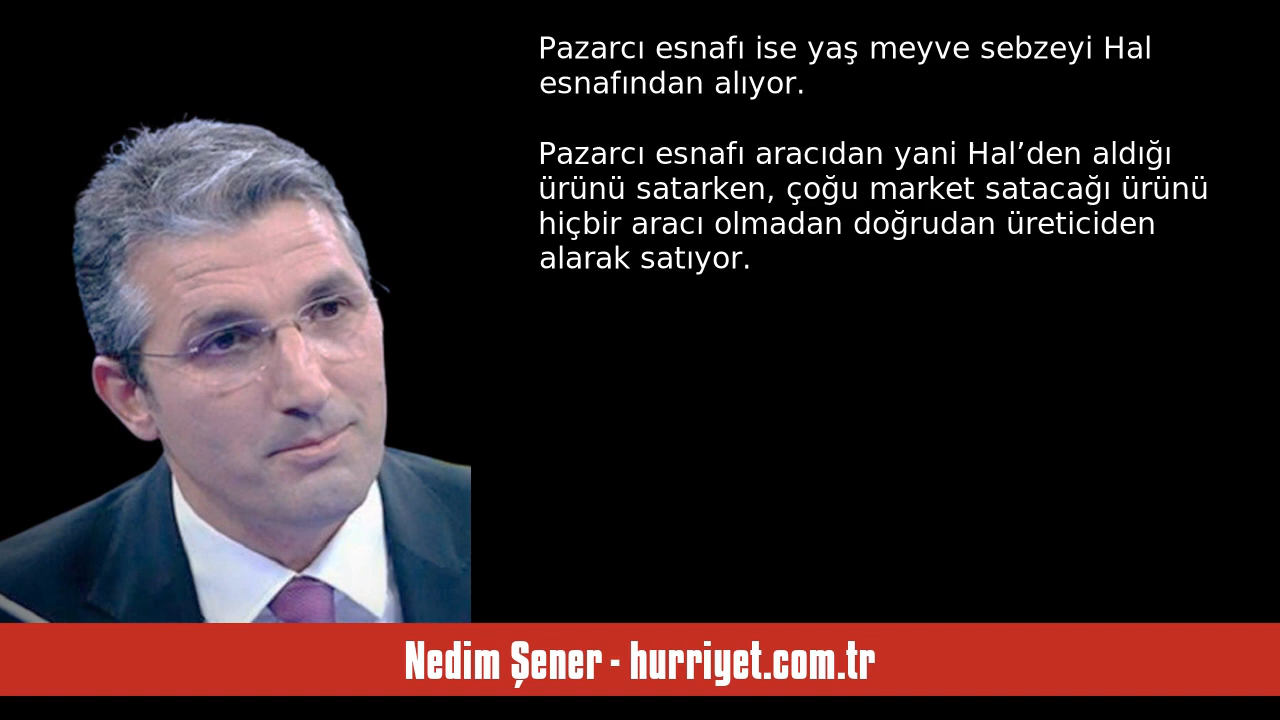 Pazarcı esnafı ise yaş meyve sebzeyi Hal
esnafından alıyor.
Pazarcı esnafı aracıdan yani Hal’den aldığı
ürünü satarken, çoğu market satacağı ürünü
hiçbir aracı olmadan doğrudan üreticiden
alarak satıyor.
Nedim Şener - hurriyet.com.tr